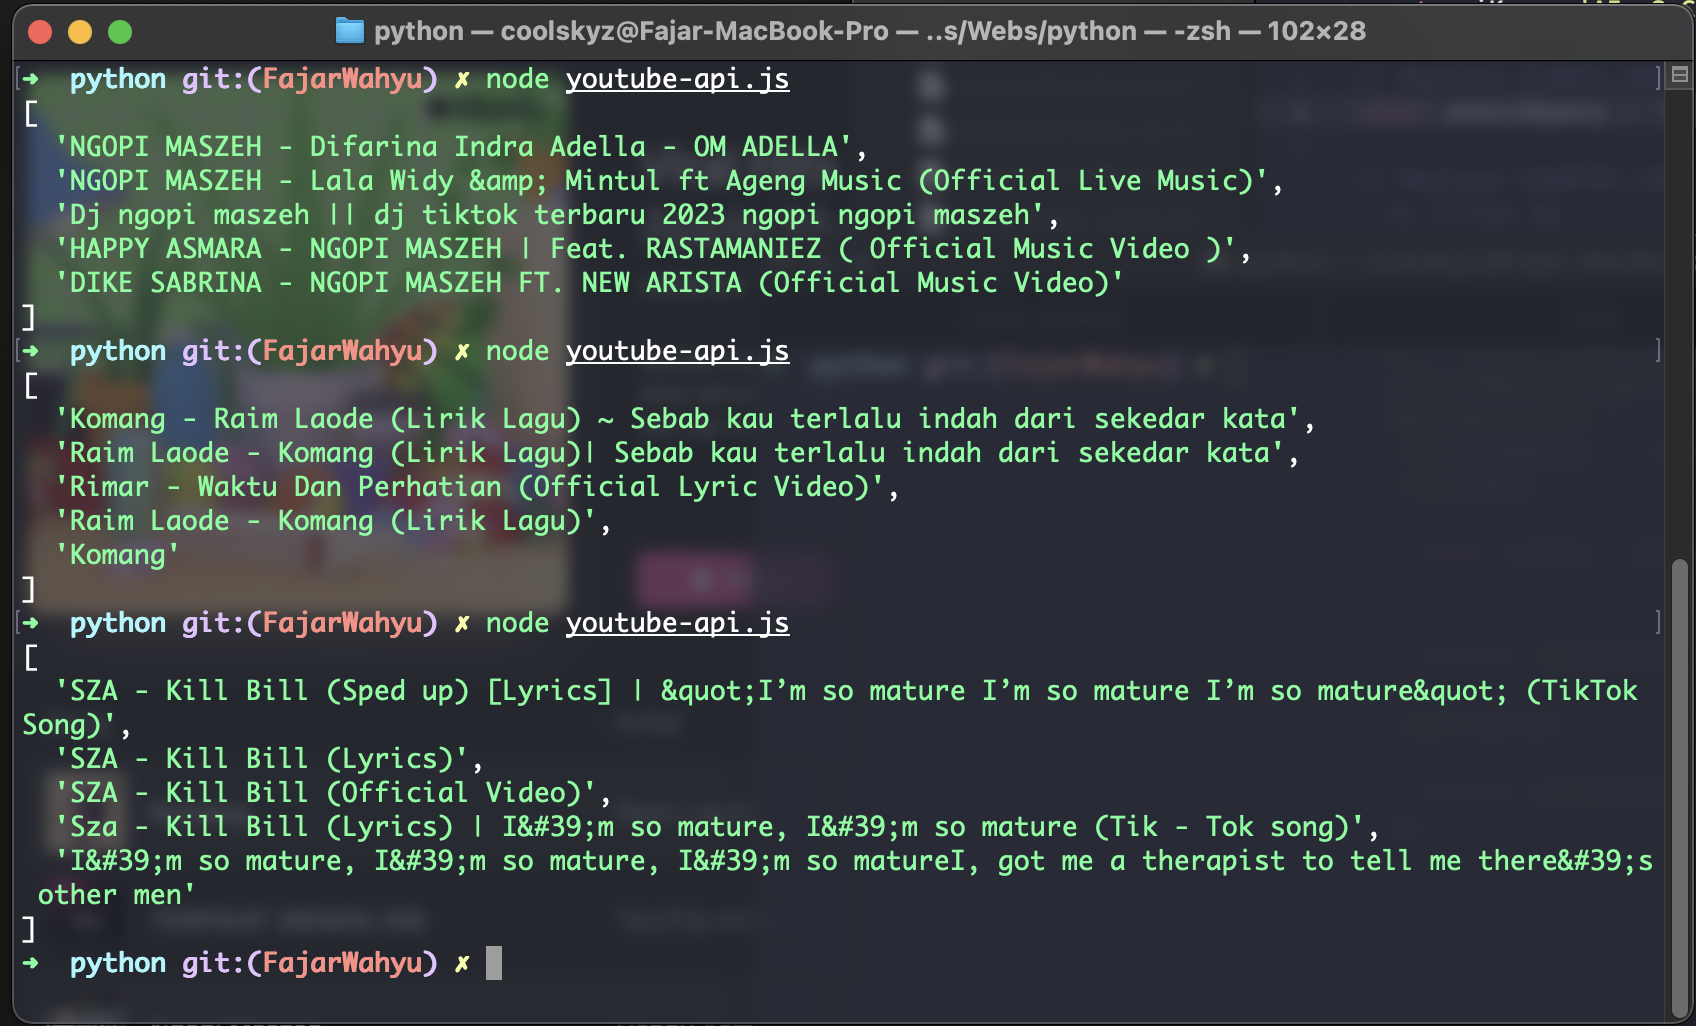 python — coolskyz@Fajar-MacBook-Pro — ..s/Webs/python — -zsh — 102×28
[➜  python git:(FajarWahyu) ✗ node youtube-api.js ]
[
  'NGOPI MASZEH - Difarina Indra Adella - OM ADELLA',
  'NGOPI MASZEH - Lala Widy &amp; Mintul ft Ageng Music (Official Live Music)',
  'Dj ngopi maszeh || dj tiktok terbaru 2023 ngopi ngopi maszeh',
  'HAPPY ASMARA - NGOPI MASZEH | Feat. RASTAMANIEZ ( Official Music Video )',
  'DIKE SABRINA - NGOPI MASZEH FT. NEW ARISTA (Official Music Video)'
]
[➜  python git:(FajarWahyu) ✗ node youtube-api.js ]
[
  'Komang - Raim Laode (Lirik Lagu) ~ Sebab kau terlalu indah dari sekedar kata',
  'Raim Laode - Komang (Lirik Lagu)| Sebab kau terlalu indah dari sekedar kata',
  'Rimar - Waktu Dan Perhatian (Official Lyric Video)',
  'Raim Laode - Komang (Lirik Lagu)',
  'Komang'
]
[➜  python git:(FajarWahyu) ✗ node youtube-api.js ]
[
  'SZA - Kill Bill (Sped up) [Lyrics] | &quot;I’m so mature I’m so mature I’m so mature&quot; (TikTok
Song)',
  'SZA - Kill Bill (Lyrics)',
  'SZA - Kill Bill (Official Video)',
  'Sza - Kill Bill (Lyrics) | I&#39;m so mature, I&#39;m so mature (Tik - Tok song)',
  'I&#39;m so mature, I&#39;m so mature, I&#39;m so matureI, got me a therapist to tell me there&#39;s
 other men'
]
➜  python git:(FajarWahyu) ✗